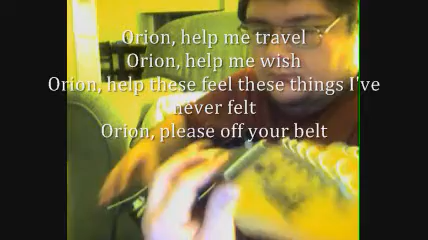 Orion, help me travel
Orion, help me wish
Orion, help these feel these things I've
never felt
Orion, please off your belt